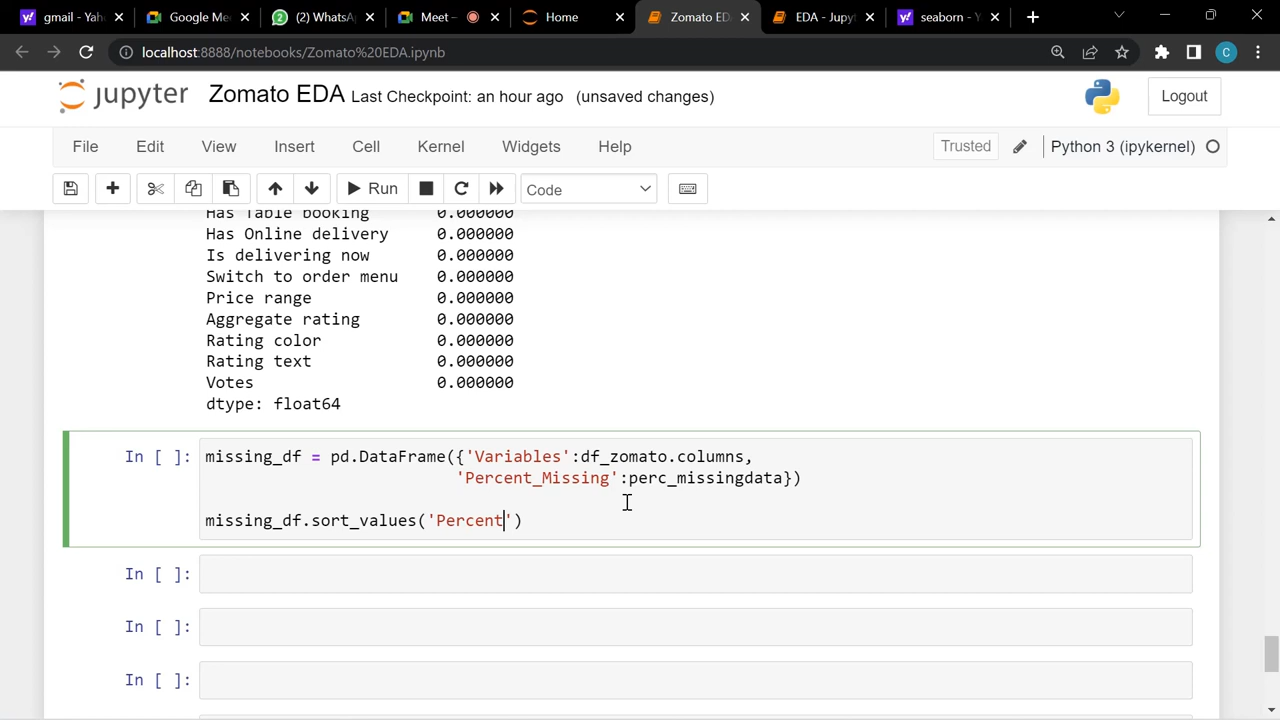 gmail - Yah
Google Me
(2) WhatsA
Meet –
Home
Zomato ED
EDA - Jupyt
seaborn - Y
localhost:8888/notebooks/Zomato%20EDA.ipynb
C
jupyter Zomato EDA Last Checkpoint: an hour ago (unsaved changes)
Logout
File Edit View Insert Cell Kernel Widgets Help
Trusted
Python 3 (ipykernel)
Run
Code
Has Table booking 0.000000
Has Online delivery 0.000000
Is delivering now 0.000000
Switch to order menu 0.000000
Price range 0.000000
Aggregate rating 0.000000
Rating color 0.000000
Rating text 0.000000
Votes 0.000000
dtype: float64
In [ ]: missing_df = pd.DataFrame({'Variables':df_zomato.columns,
'Percent_Missing':perc_missingdata})
missing_df.sort_values('Percent')
In [ ]:
In [ ]:
In [ ]: